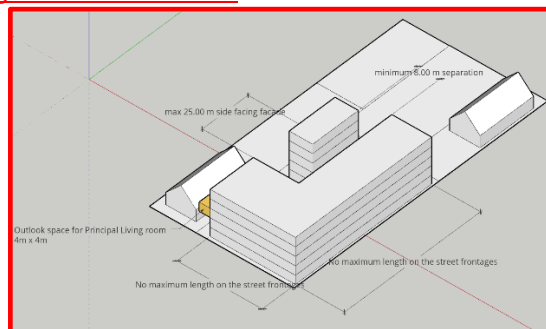 minimum 8.00 m separation
max 25.00 m side facing facade
Outlook space for Principal Living room
4m x 4m
No maximum length on the street frontages
No maximum length on the street frontages